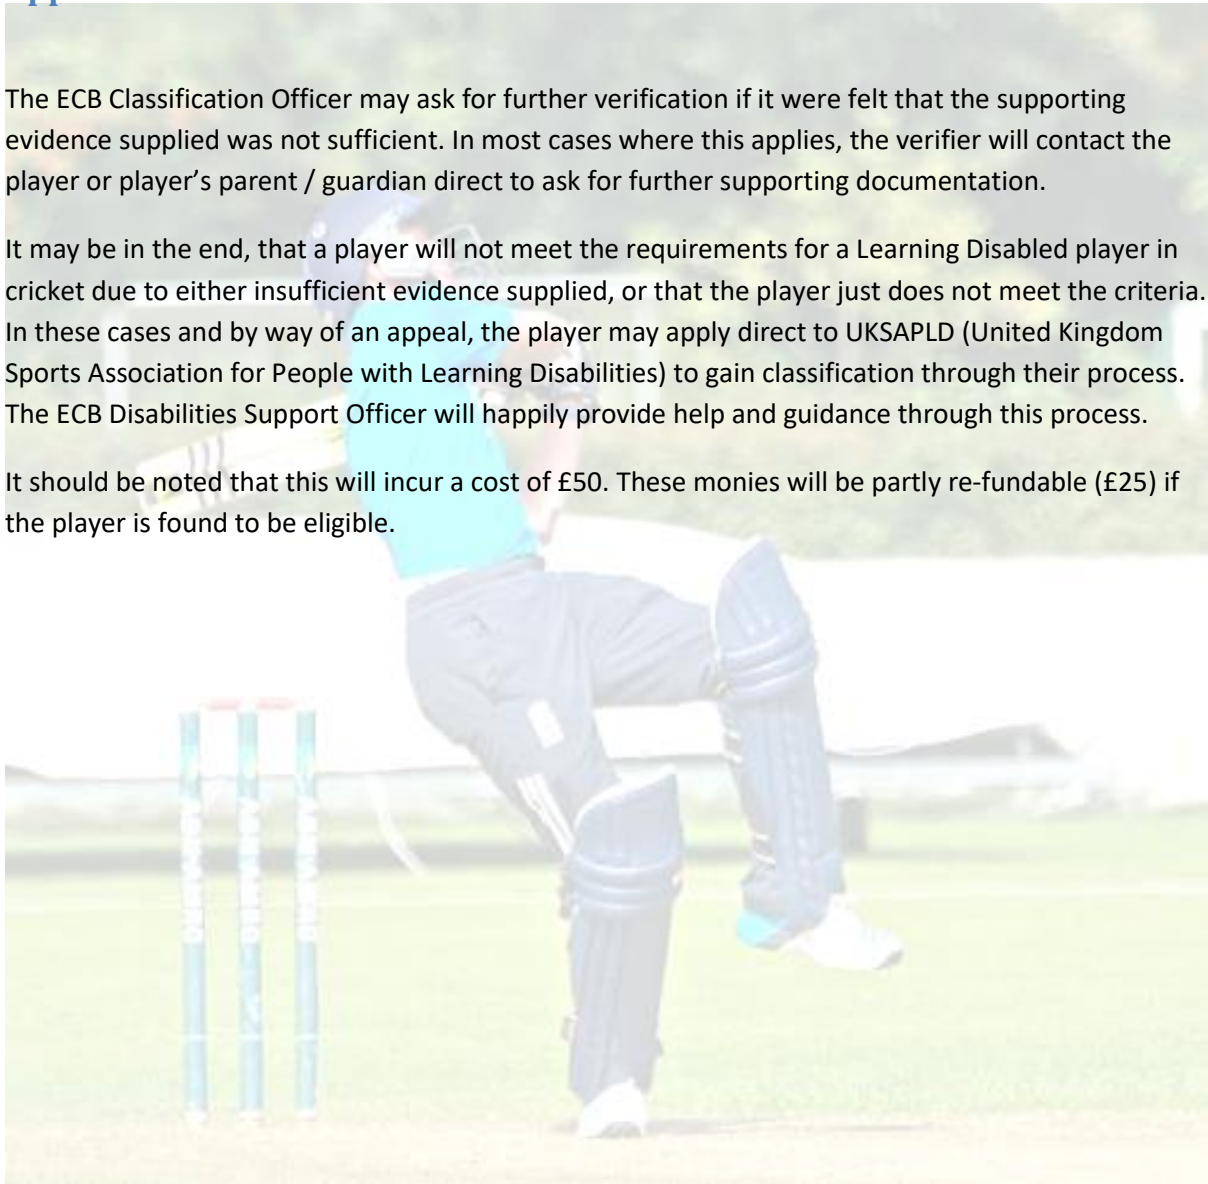 The ECB Classification Officer may ask for further verification if it were felt that the supporting
evidence supplied was not sufficient. In most cases where this applies, the verifier will contact the
player or player's parent / guardian direct to ask for further supporting documentation.
It may be in the end, that a player will not meet the requirements for a Learning Disabled player in
cricket due to either insufficient evidence supplied, or that the player just does not meet the criteria.
In these cases and by way of an appeal, the player may apply direct to UKSAPLD (United Kingdom
Sports Association for People with Learning Disabilities) to gain classification through their process.
The ECB Disabilities Support Officer will happily provide help and guidance through this process.
It should be noted that this will incur a cost of £50. These monies will be partly re-fundable (£25) if
the player is found to be eligible.